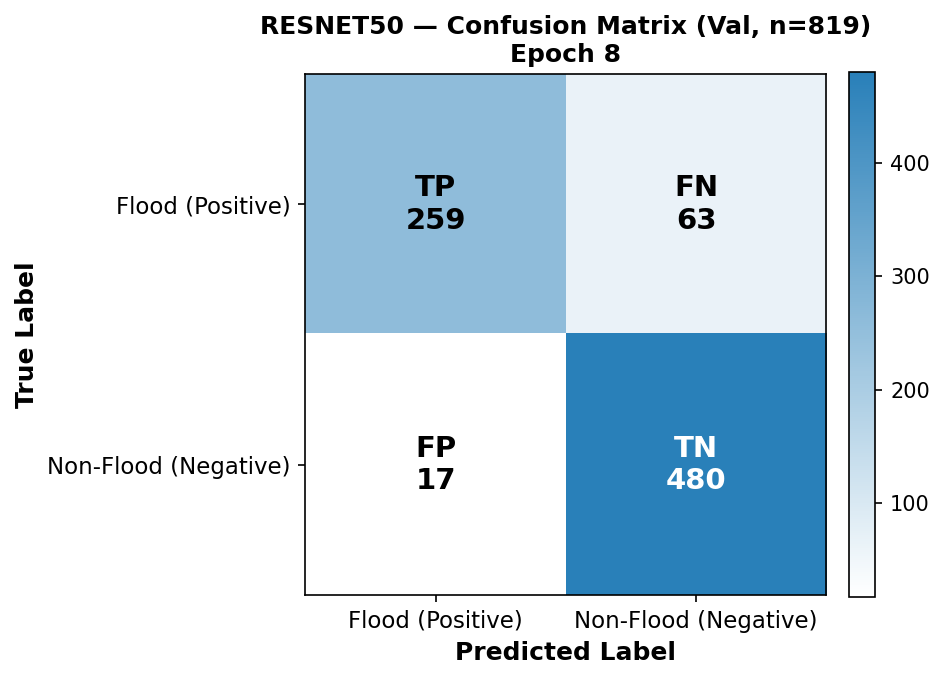 RESNET50 — Confusion Matrix (Val, n=819)
Epoch 8
True Label
Flood (Positive)
Non-Flood (Negative)
TP
259
FN
63
FP
17
TN
480
Flood (Positive)
Non-Flood (Negative)
Predicted Label
400
300
200
100